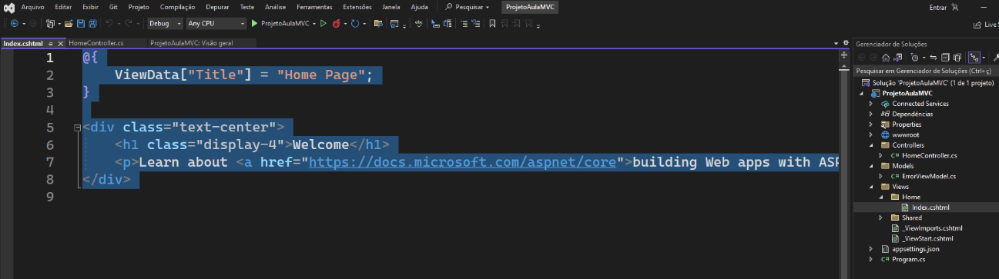 Arquivo Editar Exibir Git Projeto Compilação Depurar Teste Análise Ferramentas Extensões Janela Ajuda Pesquisar ProjetoAulaMVC Entrar
Debug Any CPU ProjetoAulaMVC Live S
Index.cshtml HomeController.cs ProjetoAulaMVC: Visão geral
1 @{
2 ViewData["Title"] = "Home Page";
3 }
4
5 <div class="text-center">
6 <h1 class="display-4">Welcome</h1>
7 <p>Learn about <a href="https://docs.microsoft.com/aspnet/core">building Web apps with ASP
8 </div>
9
Gerenciador de Soluções
Pesquisar em Gerenciador de Soluções (Ctrl+ç)
Solução 'ProjetoAulaMVC' (1 de 1 projeto)
ProjetoAulaMVC
Connected Services
Dependências
Properties
wwwroot
Controllers
C# HomeController.cs
Models
C# ErrorViewModel.cs
Views
Home
Index.cshtml
Shared
_ViewImports.cshtml
_ViewStart.cshtml
appsettings.json
C# Program.cs